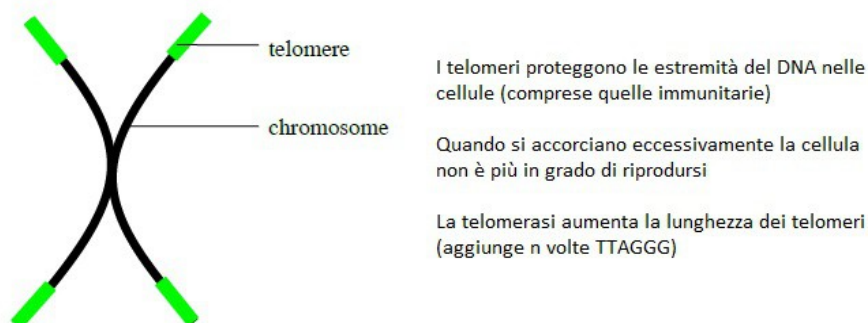 telomere
chromosome
I telomeri proteggono le estremità del DNA nelle
cellule (comprese quelle immunitarie)
Quando si accorciano eccessivamente la cellula
non è più in grado di riprodursi
La telomerasi aumenta la lunghezza dei telomeri
(aggiunge n volte TTAGGG)